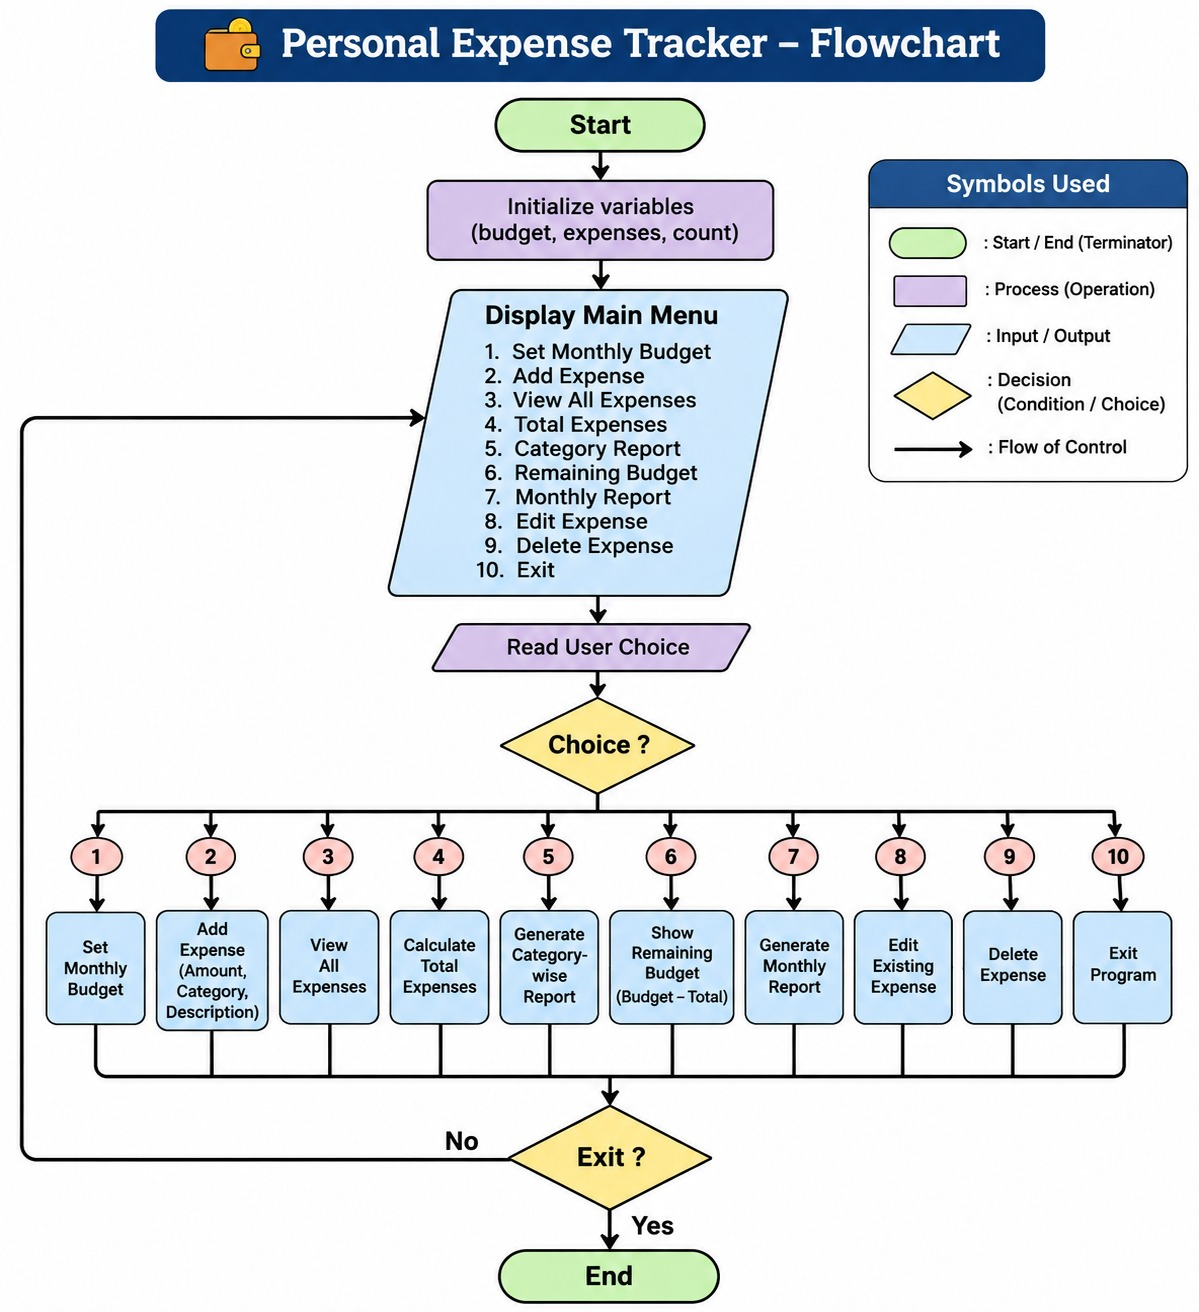 Personal Expense Tracker – Flowchart
Start
Initialize variables
(budget, expenses, count)
Symbols Used
: Start / End (Terminator)
: Process (Operation)
: Input / Output
: Decision
(Condition / Choice)
: Flow of Control
Display Main Menu
1. Set Monthly Budget
2. Add Expense
3. View All Expenses
4. Total Expenses
5. Category Report
6. Remaining Budget
7. Monthly Report
8. Edit Expense
9. Delete Expense
10. Exit
Read User Choice
Choice ?
1
2
3
4
5
6
7
8
9
10
Set
Monthly
Budget
Add
Expense
(Amount,
Category,
Description)
View
All
Expenses
Calculate
Total
Expenses
Generate
Category-
wise
Report
Show
Remaining
Budget
(Budget – Total)
Generate
Monthly
Report
Edit
Existing
Expense
Delete
Expense
Exit
Program
No
Exit ?
Yes
End